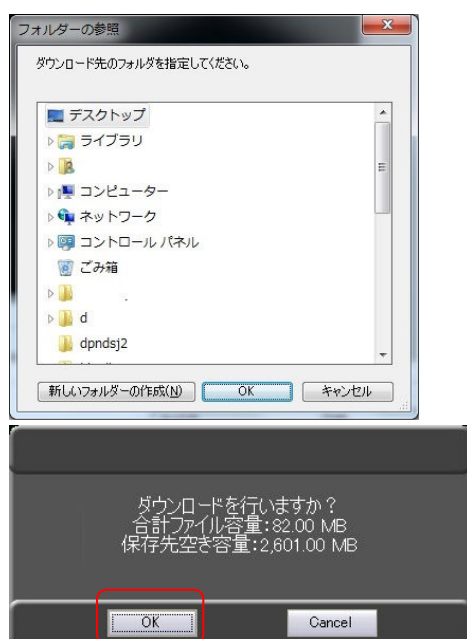 フォルダーの参照
ダウンロード先のフォルダを指定してください。
デスクトップ
ライブラリ
コンピューター
ネットワーク
コントロール パネル
ごみ箱
d
dpndsj2
新しいフォルダーの作成(N) OK キャンセル
ダウンロードを行いますか？
合計ファイル容量:82.00 MB
保存先空き容量:2,601.00 MB
OK Cancel